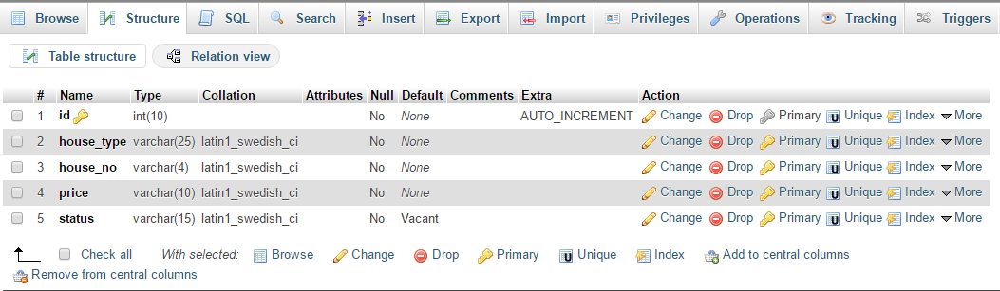 Browse Structure SQL Search Insert Export Import Privileges Operations Tracking Triggers
Table structure Relation view
# Name Type Collation Attributes Null Default Comments Extra Action
1 id int(10) No None AUTO_INCREMENT Change Drop Primary Unique Index More
2 house_type varchar(25) latin1_swedish_ci No None Change Drop Primary Unique Index More
3 house_no varchar(4) latin1_swedish_ci No None Change Drop Primary Unique Index More
4 price varchar(10) latin1_swedish_ci No None Change Drop Primary Unique Index More
5 status varchar(15) latin1_swedish_ci No Vacant Change Drop Primary Unique Index More
Check all With selected: Browse Change Drop Primary Unique Index Add to central columns
Remove from central columns